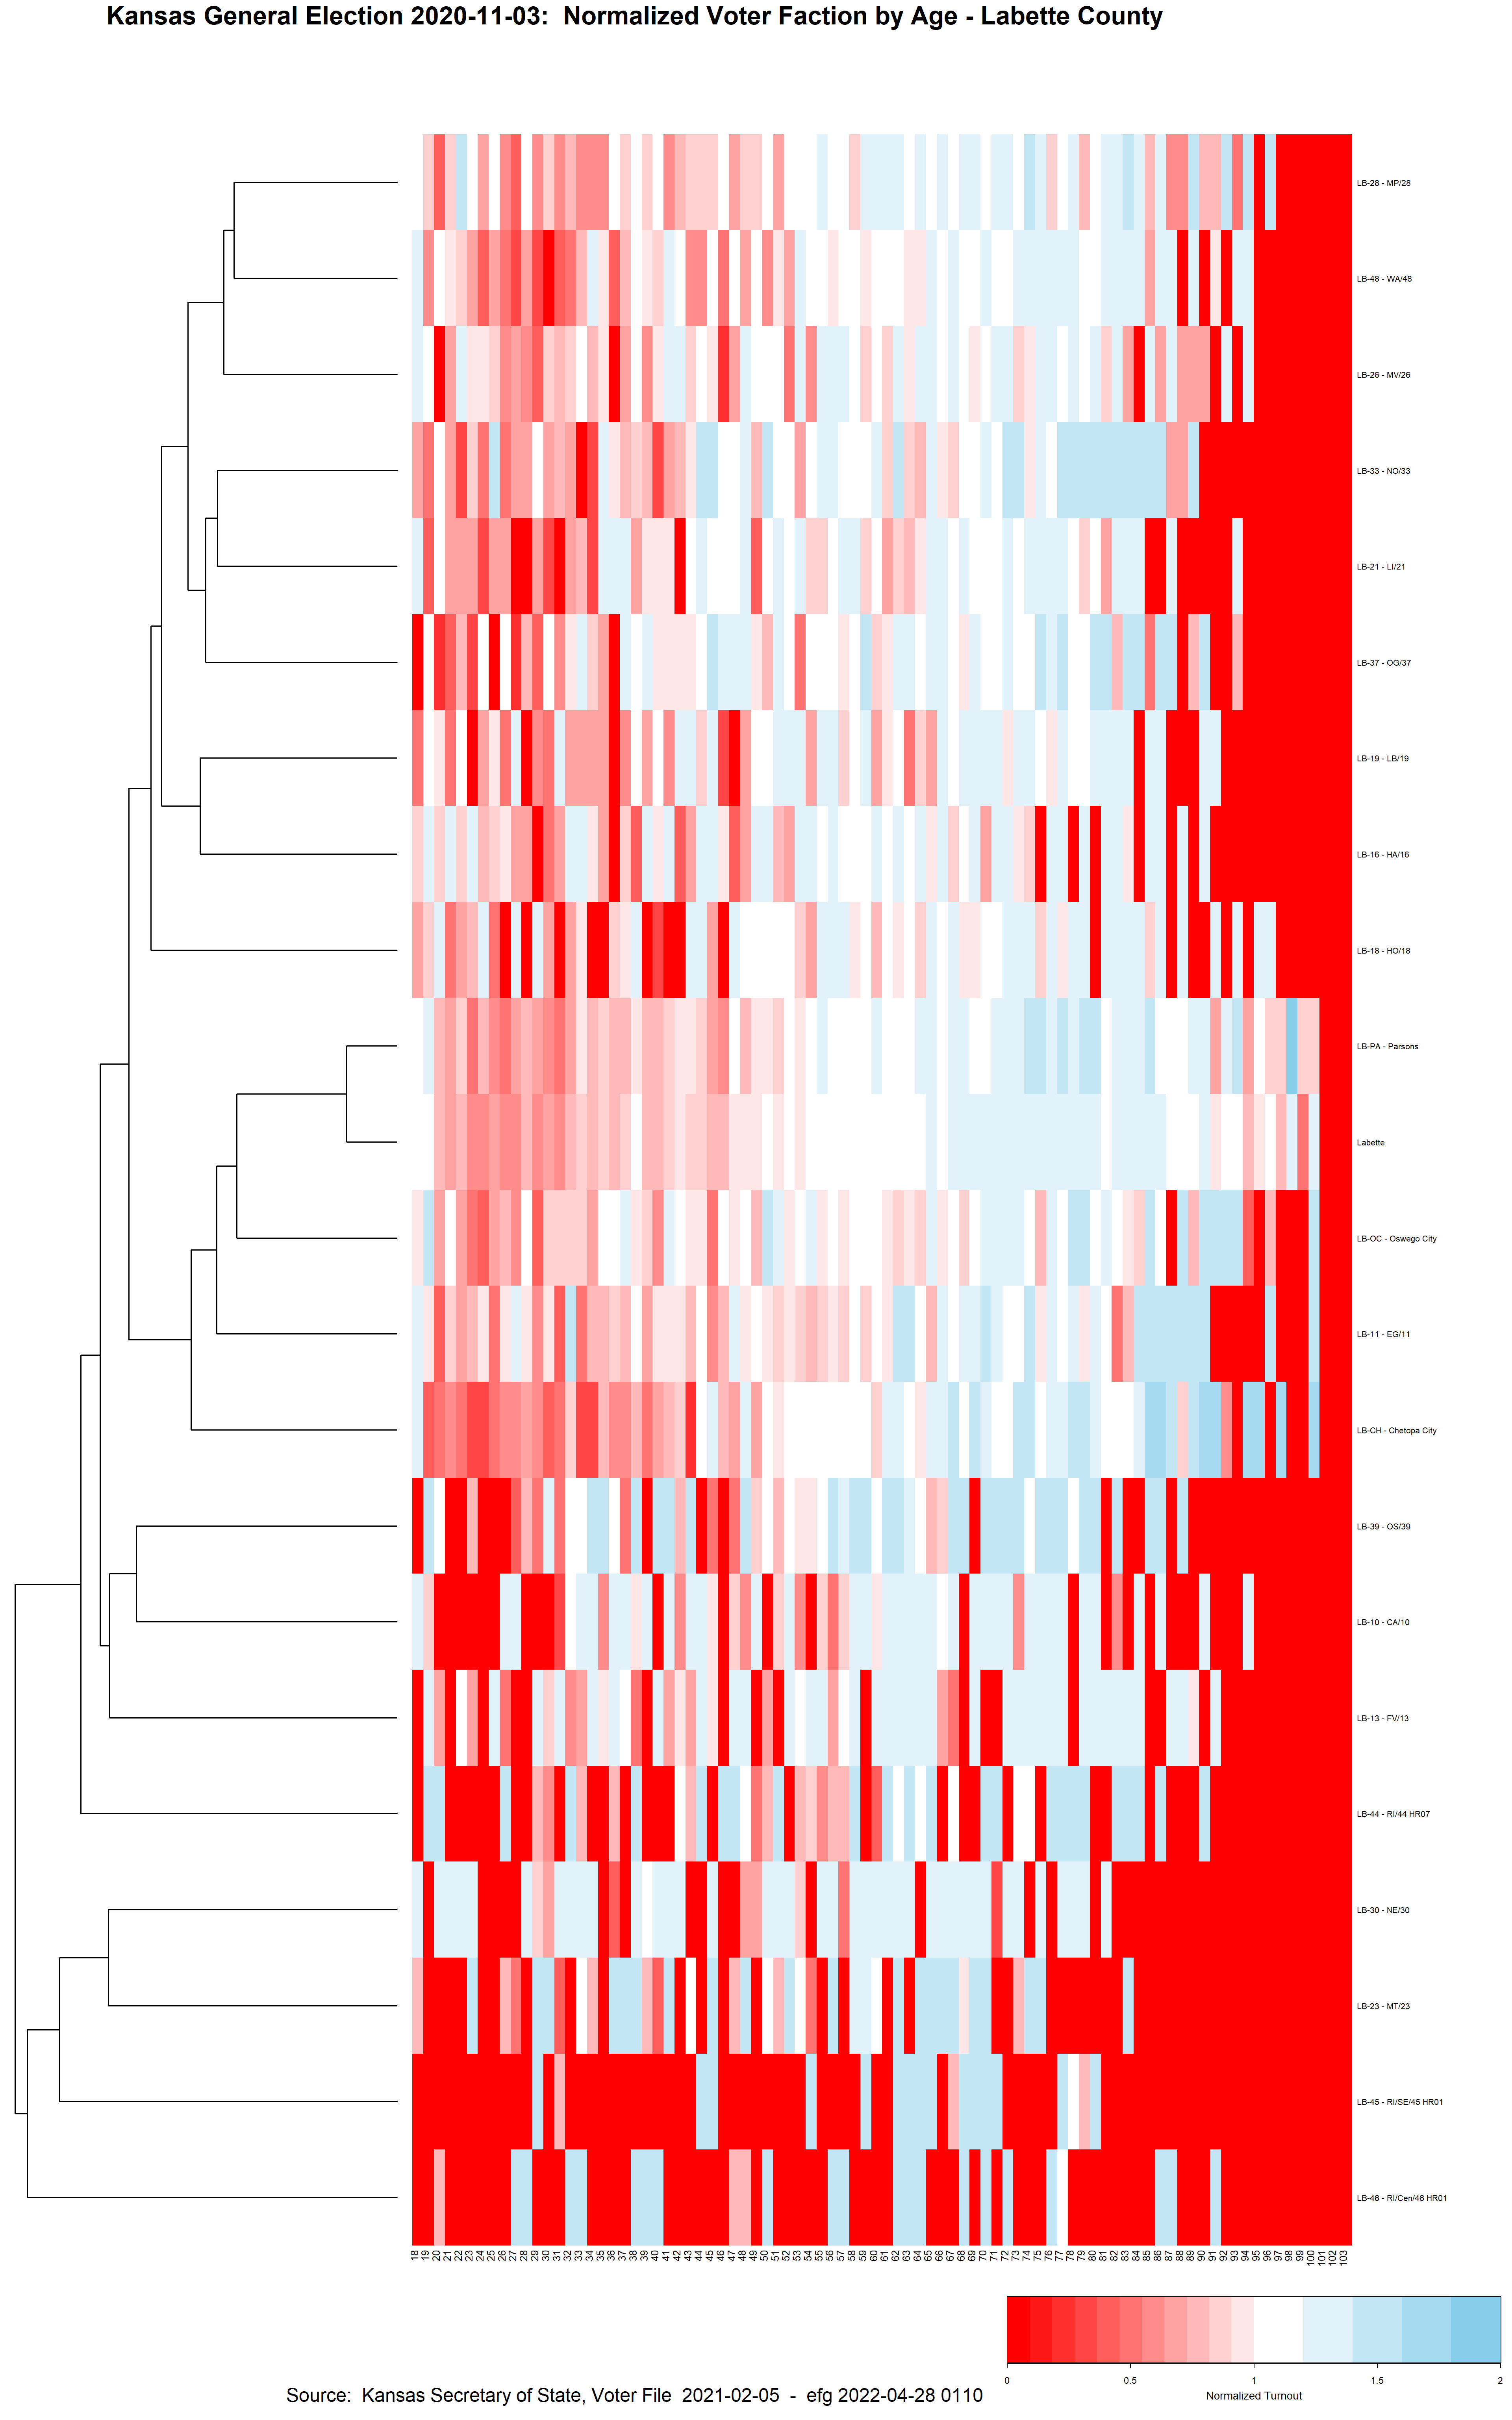 Kansas General Election 2020-11-03:  Normalized Voter Faction by Age - Labette County
LB-28 - MP/28
LB-48 - WA/48
LB-26 - MV/26
LB-33 - NO/33
LB-21 - LI/21
LB-37 - OG/37
LB-19 - LB/19
LB-16 - HA/16
LB-18 - HO/18
LB-PA - Parsons
Labette
LB-OC - Oswego City
LB-11 - EG/11
LB-CH - Chetopa City
LB-39 - OS/39
LB-10 - CA/10
LB-13 - FV/13
LB-44 - RI/44 HR07
LB-30 - NE/30
LB-23 - MT/23
LB-45 - RI/SE/45 HR01
LB-46 - RI/Cen/46 HR01
18 19 20 21 22 23 24 25 26 27 28 29 30 31 32 33 34 35 36 37 38 39 40 41 42 43 44 45 46 47 48 49 50 51 52 53 54 55 56 57 58 59 60 61 62 63 64 65 66 67 68 69 70 71 72 73 74 75 76 77 78 79 80 81 82 83 84 85 86 87 88 89 90 91 92 93 94 95 96 97 98 99 100 101 102 103
0 0.5 1 1.5 2
Normalized Turnout
Source:  Kansas Secretary of State, Voter File  2021-02-05  -  efg 2022-04-28 0110